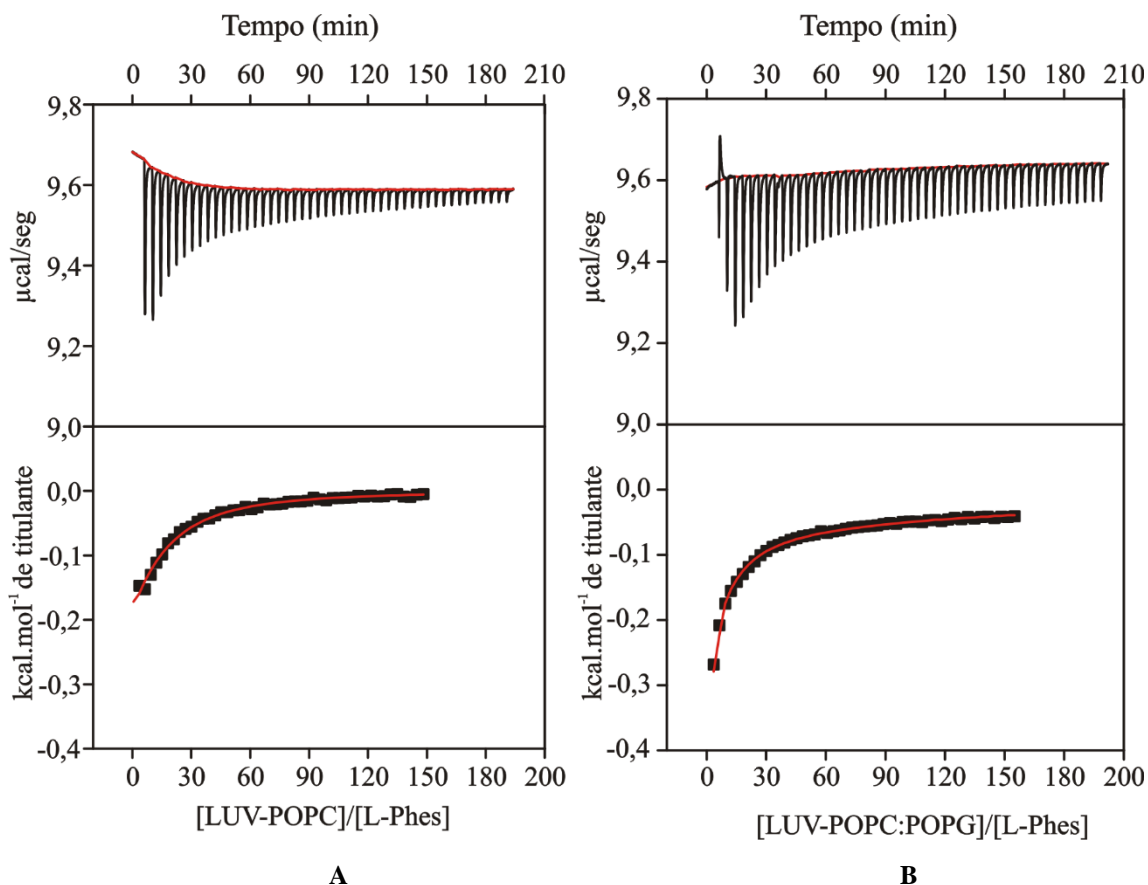 Tempo (min)
0 30 60 90 120 150 180 210
9,8
9,6
9,4
9,2
9,0
µcal/seg
0,0
-0,1
-0,2
-0,3
-0,4
kcal.mol⁻¹ de titulante
0 30 60 90 120 150 180 200
[LUV-POPC]/[L-Phes]
A
Tempo (min)
0 30 60 90 120 150 180 210
9,8
9,6
9,4
9,2
9,0
µcal/seg
0,0
-0,1
-0,2
-0,3
-0,4
kcal.mol⁻¹ de titulante
0 30 60 90 120 150 180 200
[LUV-POPC:POPG]/[L-Phes]
B